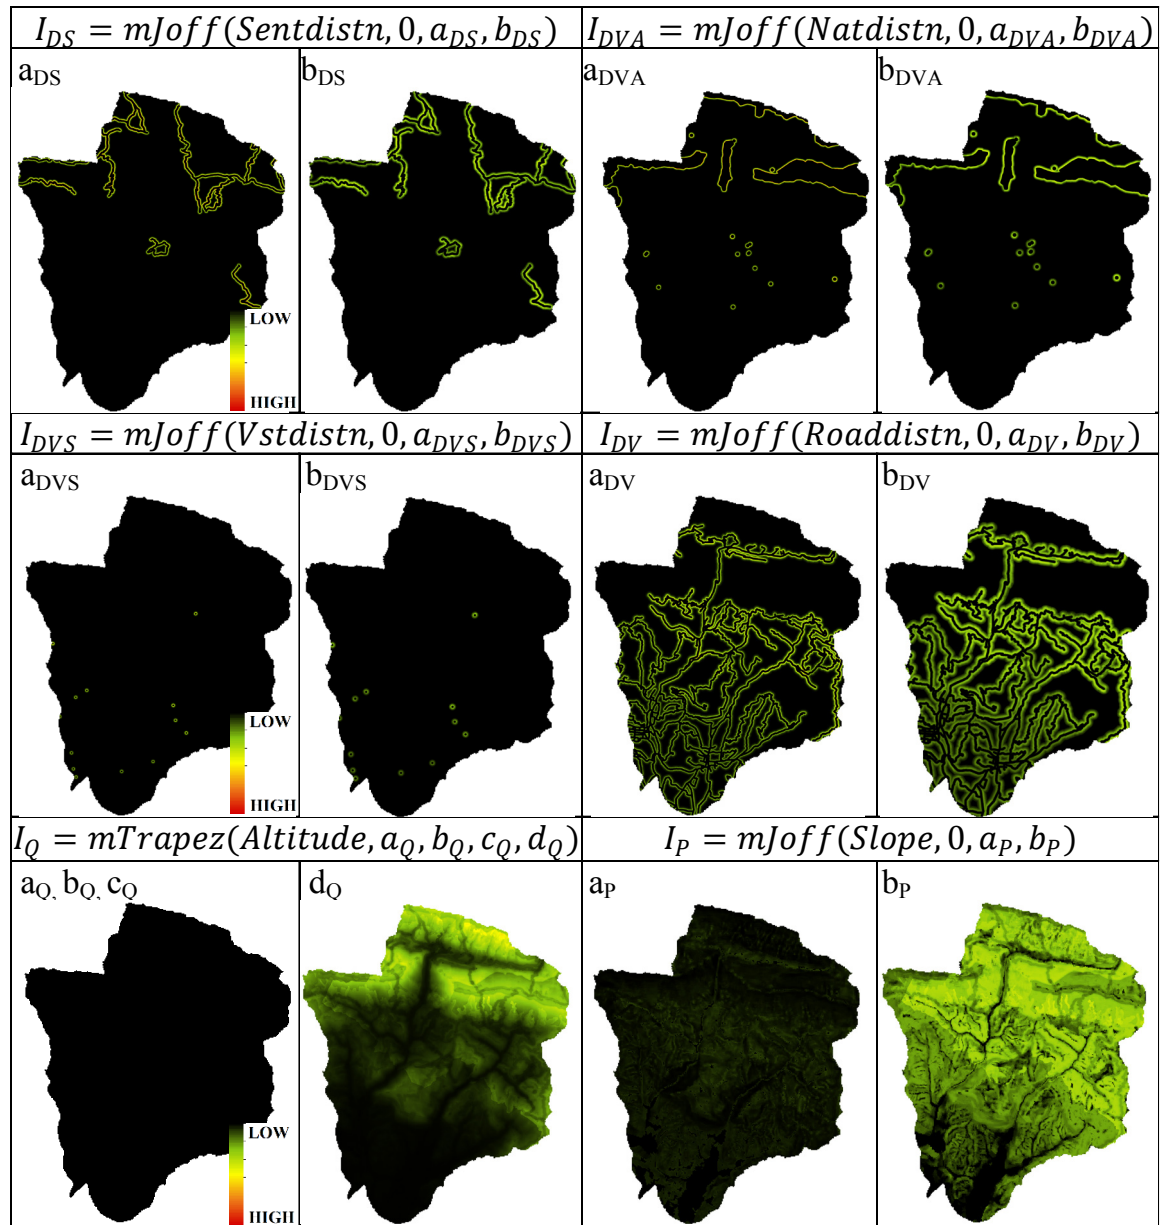 I_DS = mJoff(Sentdistn, 0, a_DS, b_DS)
I_DVA = mJoff(Natdistn, 0, a_DVA, b_DVA)
a_DS
b_DS
a_DVA
b_DVA
LOW
HIGH
I_DVS = mJoff(Vstdistn, 0, a_DVS, b_DVS)
I_DV = mJoff(Roaddistn, 0, a_DV, b_DV)
a_DVS
b_DVS
a_DV
b_DV
LOW
HIGH
I_Q = mTrapez(Altitude, a_Q, b_Q, c_Q, d_Q)
I_P = mJoff(Slope, 0, a_P, b_P)
a_Q, b_Q, c_Q
d_Q
a_P
b_P
LOW
HIGH